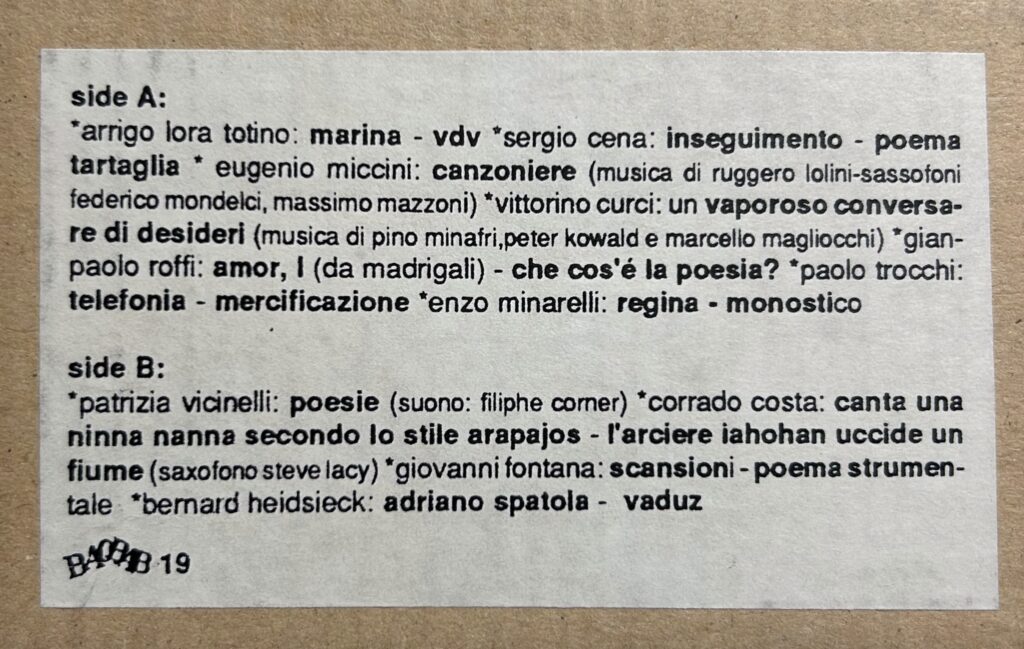 side A:
*arrigo lora totino: marina - vdv *sergio cena: inseguimento - poema
tartaglia * eugenio miccini: canzoniere (musica di ruggero lolini-sassofoni
federico mondelci, massimo mazzoni) *vittorino curci: un vaporoso conversa-
re di desideri (musica di pino minafri,peter kowald e marcello magliocchi) *gian-
paolo roffi: amor, I (da madrigali) - che cos'é la poesia? *paolo trocchi:
telefonia - mercificazione *enzo minarelli: regina - monostico
side B:
*patrizia vicinelli: poesie (suono: filiphe corner) *corrado costa: canta una
ninna nanna secondo lo stile arapajos - l'arciere iahohan uccide un
fiume (saxofono steve lacy) *giovanni fontana: scansioni - poema strumen-
tale *bernard heidsieck: adriano spatola - vaduz
BAOBAB 19